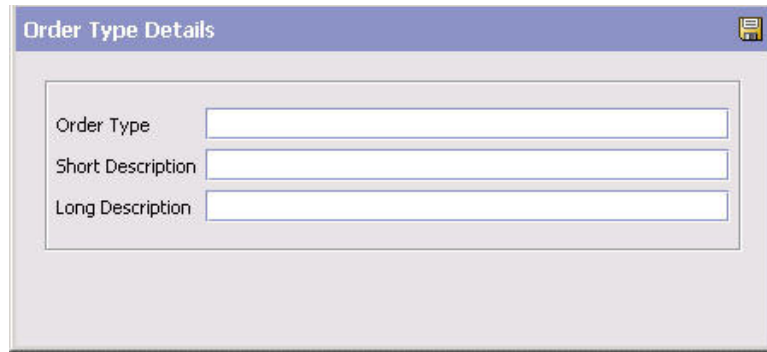 Order Type Details
Order Type
Short Description
Long Description